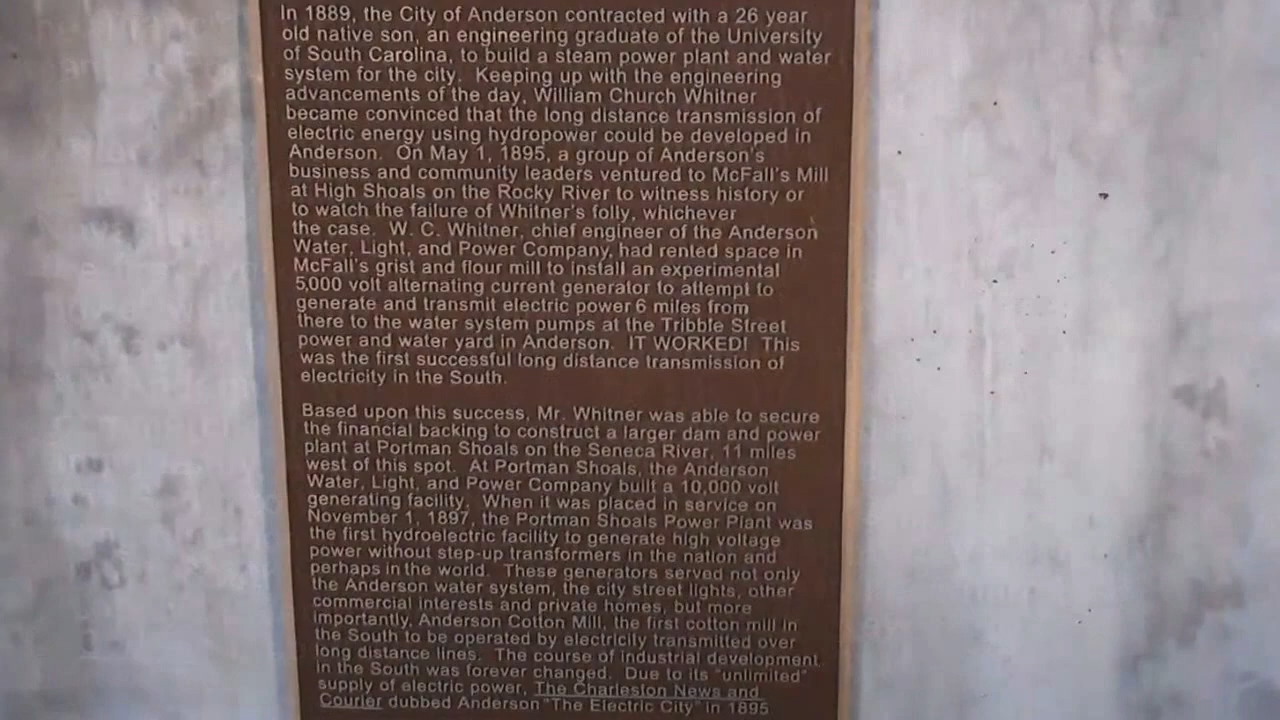 In 1889, the City of Anderson contracted with a 26 year
old native son, an engineering graduate of the University
of South Carolina, to build a steam power plant and water
system for the city. Keeping up with the engineering
advancements of the day, William Church Whitner
became convinced that the long distance transmission of
electric energy using hydropower could be developed in
Anderson. On May 1, 1895, a group of Anderson's
business and community leaders ventured to McFall's Mill
at High Shoals on the Rocky River to witness history or
to watch the failure of Whitner's folly, whichever
the case. W. C. Whitner, chief engineer of the Anderson
Water, Light, and Power Company, had rented space in
McFall's grist and flour mill to install an experimental
5,000 volt alternating current generator to attempt to
generate and transmit electric power 6 miles from
there to the water system pumps at the Tribble Street
power and water yard in Anderson. IT WORKED! This
was the first successful long distance transmission of
electricity in the South.
Based upon this success, Mr. Whitner was able to secure
the financial backing to construct a larger dam and power
plant at Portman Shoals on the Seneca River, 11 miles
west of this spot. At Portman Shoals, the Anderson
Water, Light, and Power Company built a 10,000 volt
generating facility. When it was placed in service on
November 1, 1897, the Portman Shoals Power Plant was
the first hydroelectric facility to generate high voltage
power without step-up transformers in the nation and
perhaps in the world. These generators served not only
the Anderson water system, the city street lights, other
commercial interests and private homes, but more
importantly, Anderson Cotton Mill, the first cotton mill in
the South to be operated by electricity transmitted over
long distance lines. The course of industrial development
in the South was forever changed. Due to its "unlimited"
supply of electric power, The Charleston News and
Courier dubbed Anderson "The Electric City" in 1895